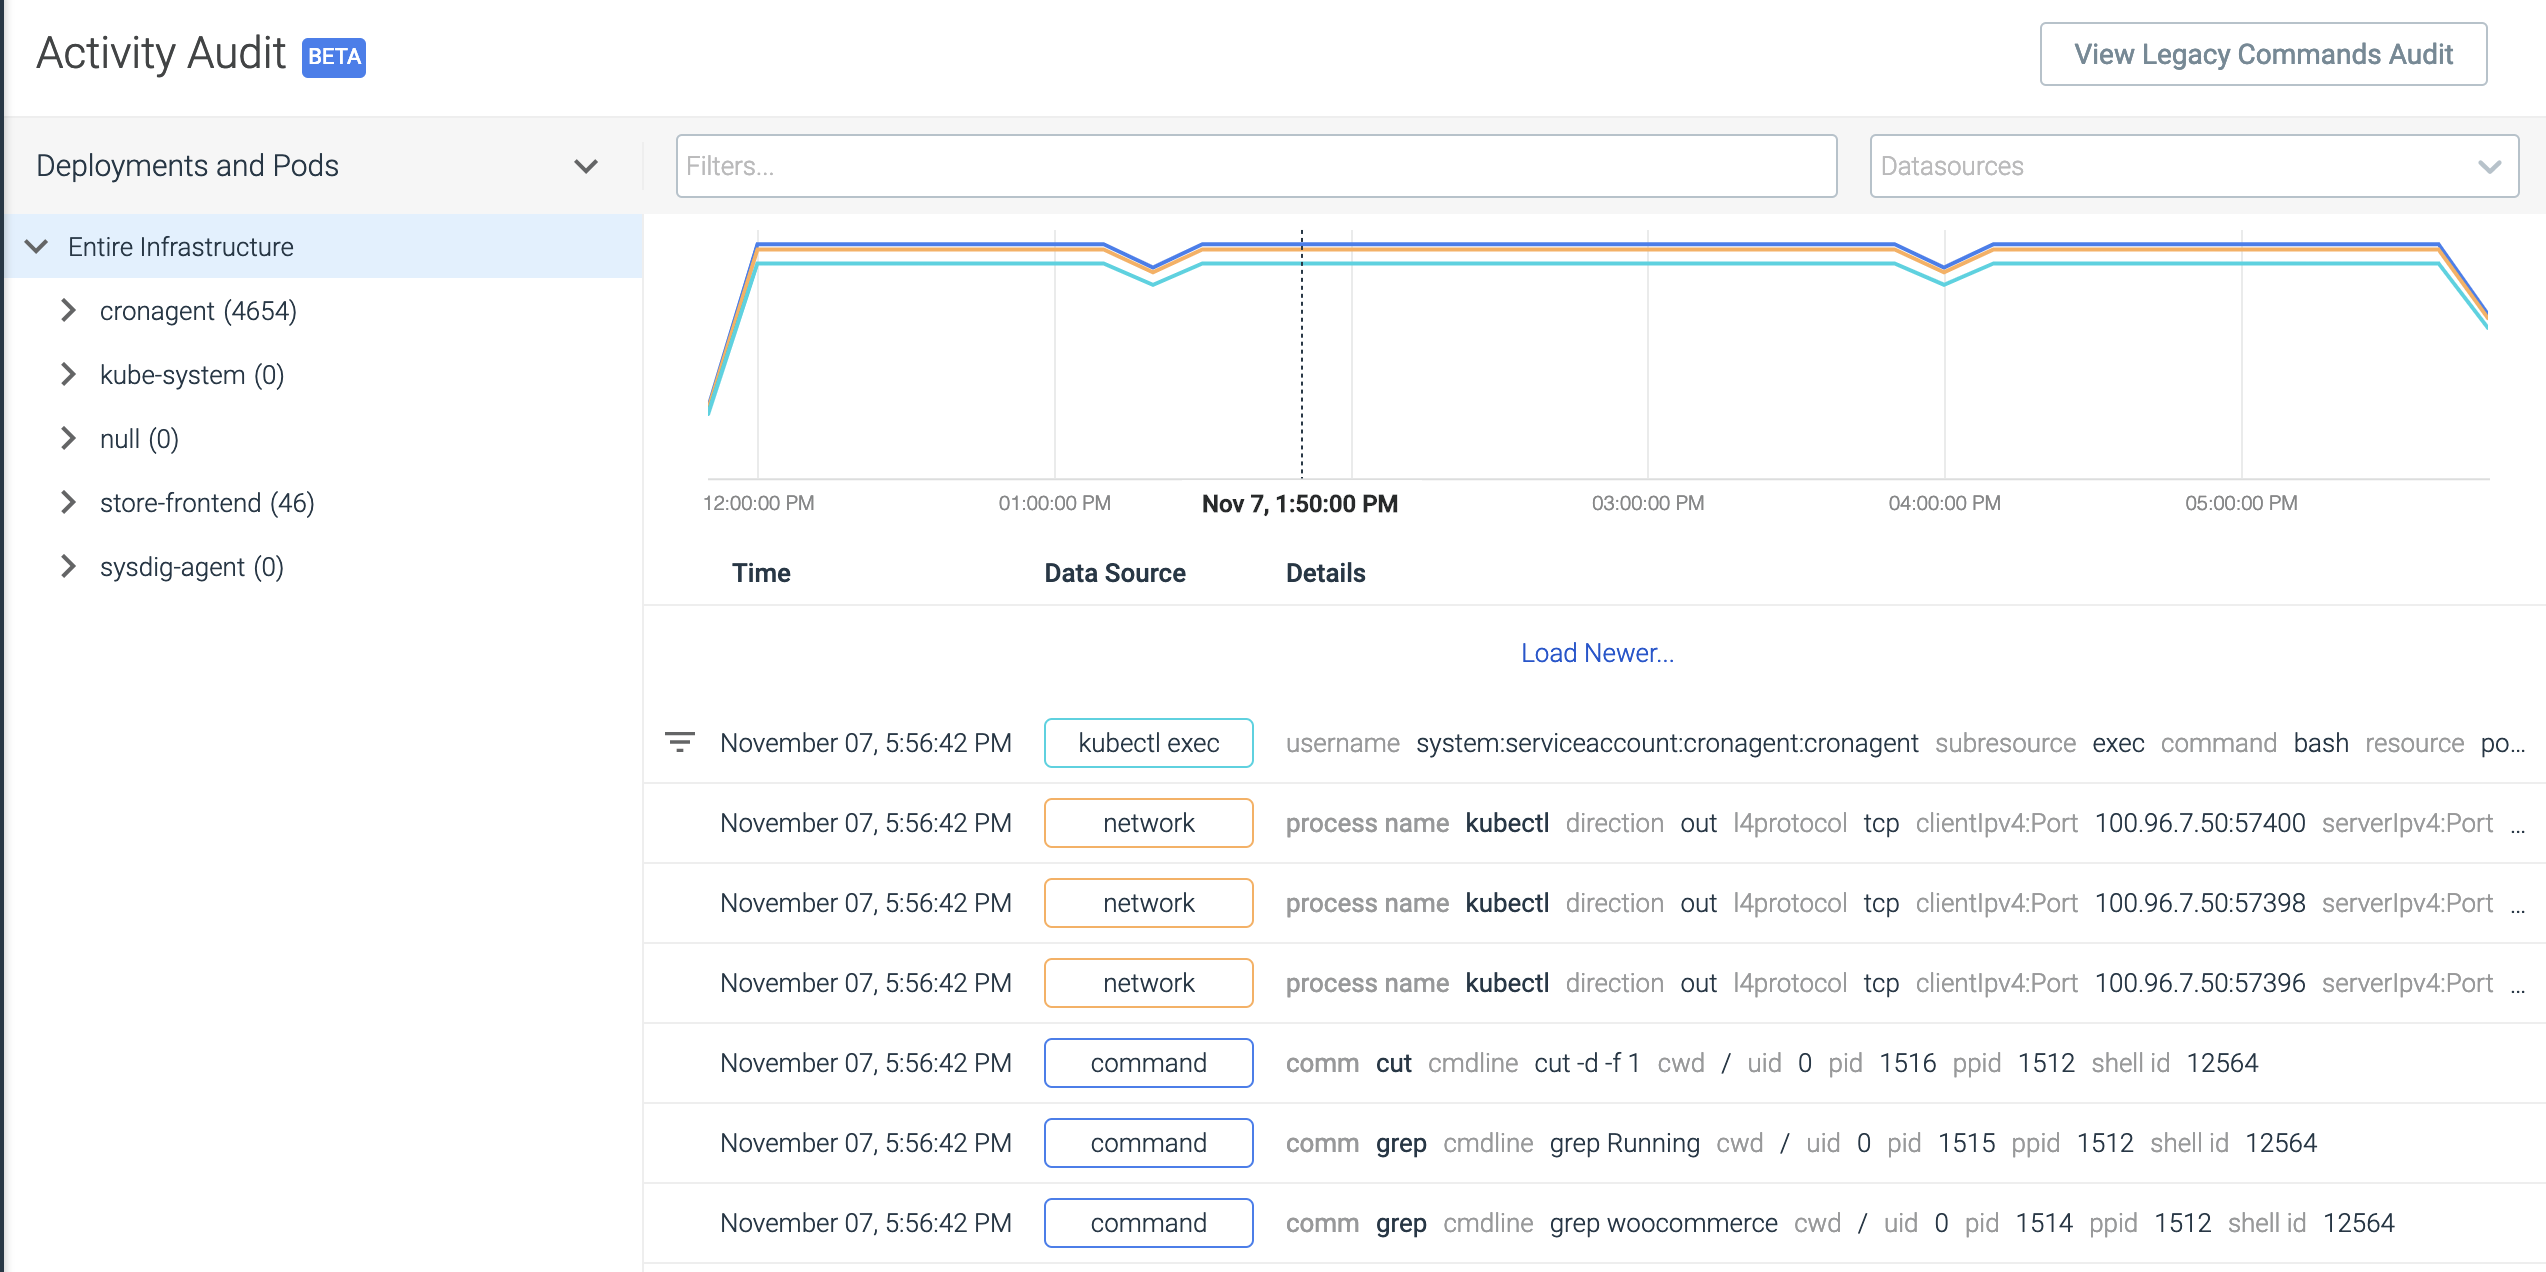 Activity Audit BETA
View Legacy Commands Audit
Deployments and Pods
Filters...
Datasources
Entire Infrastructure
cronagent (4654)
kube-system (0)
null (0)
store-frontend (46)
sysdig-agent (0)
12:00:00 PM 01:00:00 PM Nov 7, 1:50:00 PM 03:00:00 PM 04:00:00 PM 05:00:00 PM
Time Data Source Details
Load Newer...
November 07, 5:56:42 PM kubectl exec username system:serviceaccount:cronagent:cronagent subresource exec command bash resource po...
November 07, 5:56:42 PM network process name kubectl direction out l4protocol tcp clientIpv4:Port 100.96.7.50:57400 serverIpv4:Port ...
November 07, 5:56:42 PM network process name kubectl direction out l4protocol tcp clientIpv4:Port 100.96.7.50:57398 serverIpv4:Port ...
November 07, 5:56:42 PM network process name kubectl direction out l4protocol tcp clientIpv4:Port 100.96.7.50:57396 serverIpv4:Port ...
November 07, 5:56:42 PM command comm cut cmdline cut -d -f 1 cwd / uid 0 pid 1516 ppid 1512 shell id 12564
November 07, 5:56:42 PM command comm grep cmdline grep Running cwd / uid 0 pid 1515 ppid 1512 shell id 12564
November 07, 5:56:42 PM command comm grep cmdline grep woocommerce cwd / uid 0 pid 1514 ppid 1512 shell id 12564